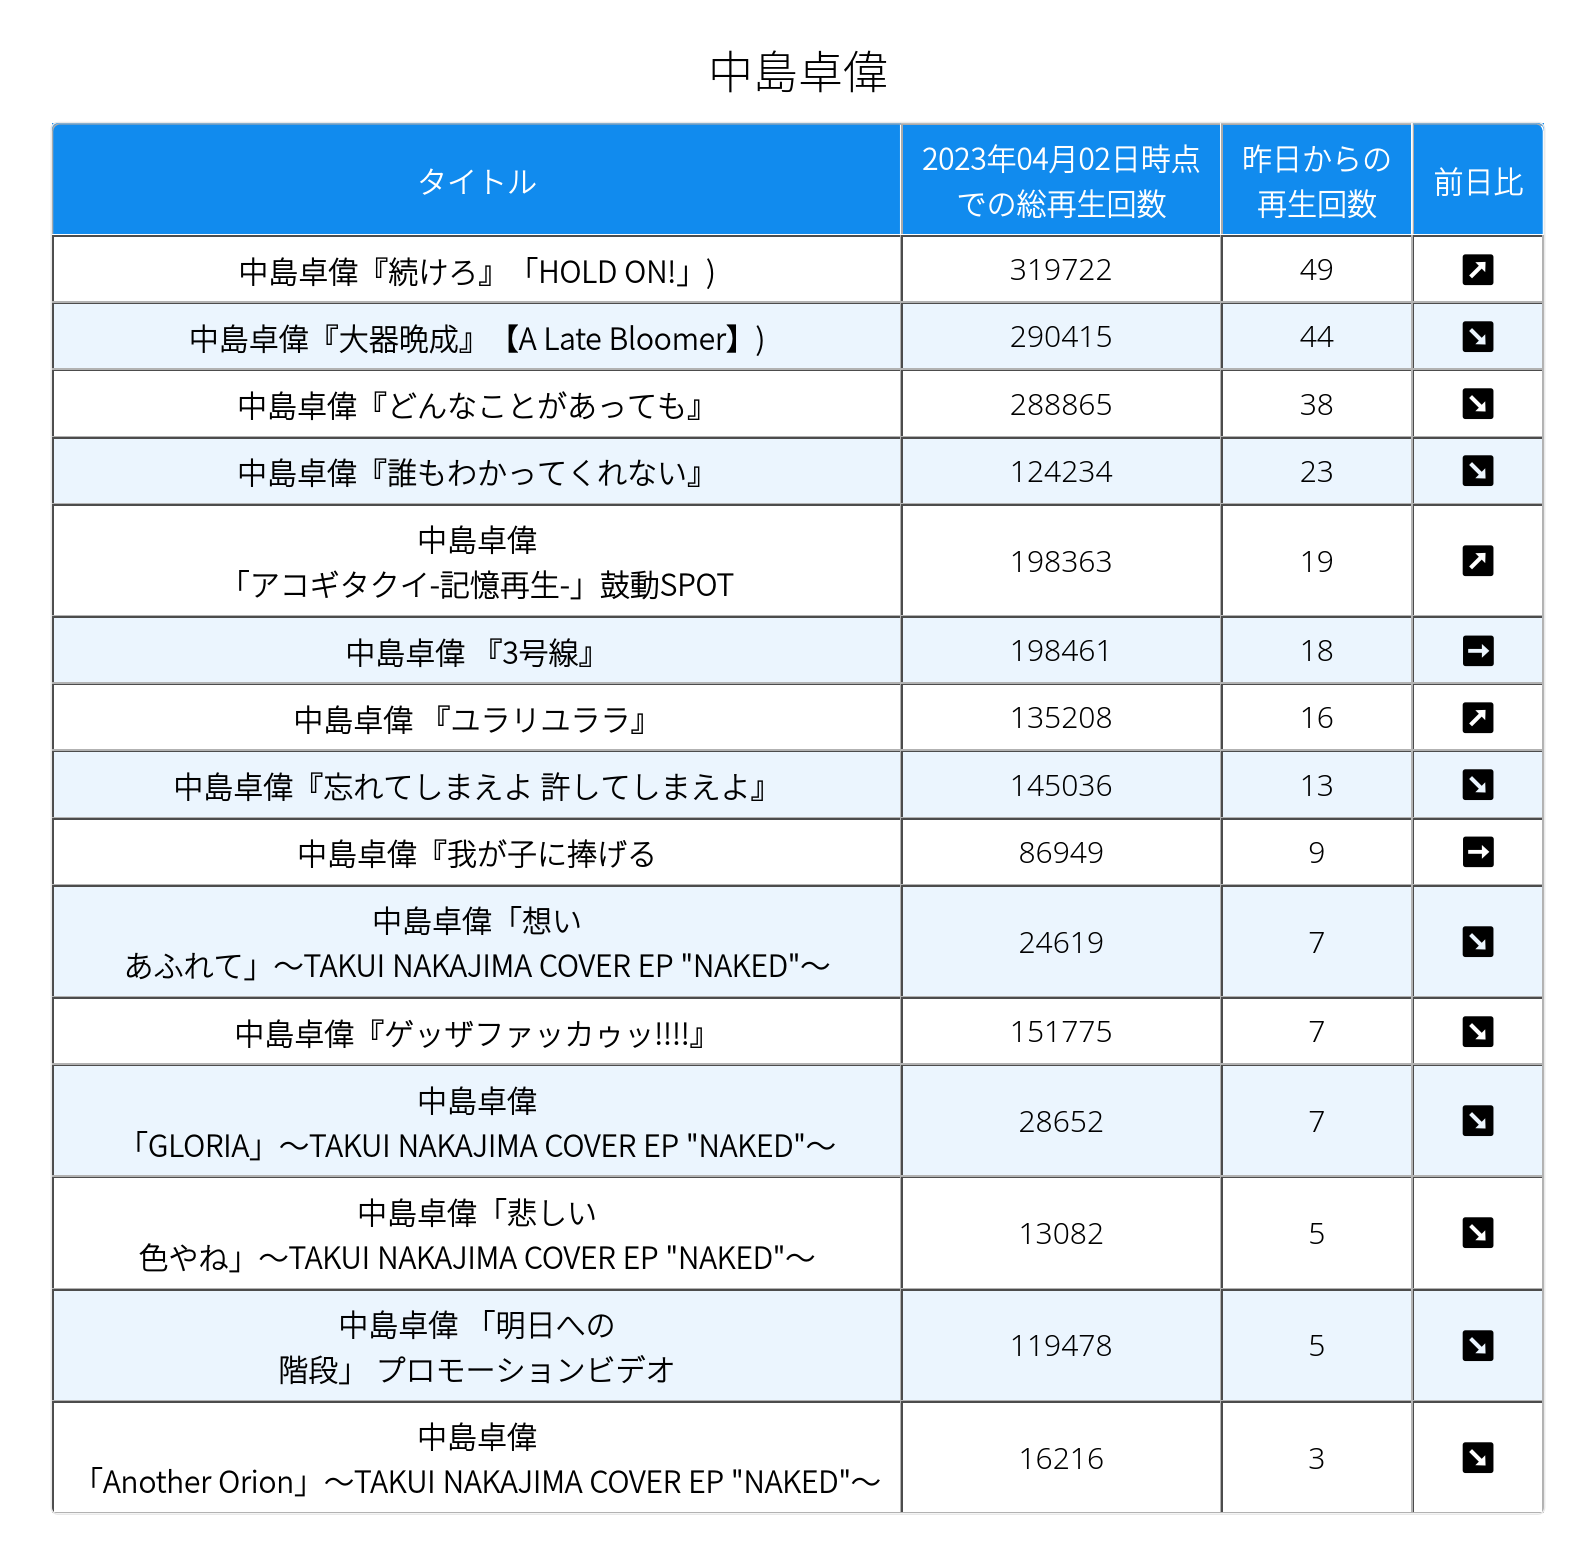 中島卓偉
タイトル
2023年04月02日時点
での総再生回数
昨日からの
再生回数
前日比
中島卓偉『続けろ』「HOLD ON!」)
319722
49
中島卓偉『大器晩成』【A Late Bloomer】)
290415
44
中島卓偉『どんなことがあっても』
288865
38
中島卓偉『誰もわかってくれない』
124234
23
中島卓偉
「アコギタクイ-記憶再生-」鼓動SPOT
198363
19
中島卓偉 『3号線』
198461
18
中島卓偉 『ユラリユララ』
135208
16
中島卓偉『忘れてしまえよ 許してしまえよ』
145036
13
中島卓偉『我が子に捧げる
86949
9
中島卓偉「想い
あふれて」～TAKUI NAKAJIMA COVER EP "NAKED"～
24619
7
中島卓偉『ゲッザファッカゥッ!!!!』
151775
7
中島卓偉
「GLORIA」～TAKUI NAKAJIMA COVER EP "NAKED"～
28652
7
中島卓偉「悲しい
色やね」～TAKUI NAKAJIMA COVER EP "NAKED"～
13082
5
中島卓偉 「明日への
階段」 プロモーションビデオ
119478
5
中島卓偉
「Another Orion」～TAKUI NAKAJIMA COVER EP "NAKED"～
16216
3